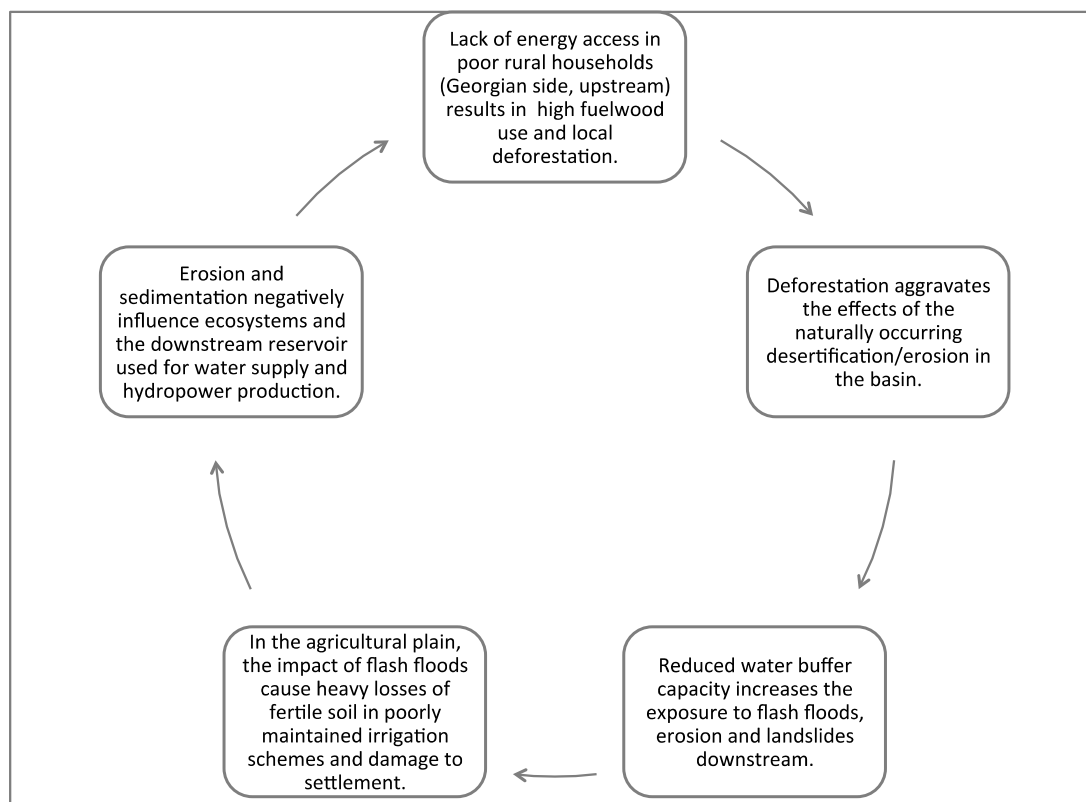 Lack of energy access in
poor rural households
(Georgian side, upstream)
results in  high fuelwood
use and local
deforestation.
Deforestation aggravates
the effects of the
naturally occurring
desertification/erosion in
the basin.
Reduced water buffer
capacity increases the
exposure to flash floods,
erosion and landslides
downstream.
In the agricultural plain,
the impact of flash floods
cause heavy losses of
fertile soil in poorly
maintained irrigation
schemes and damage to
settlement.
Erosion and
sedimentation negatively
influence ecosystems and
the downstream reservoir
used for water supply and
hydropower production.